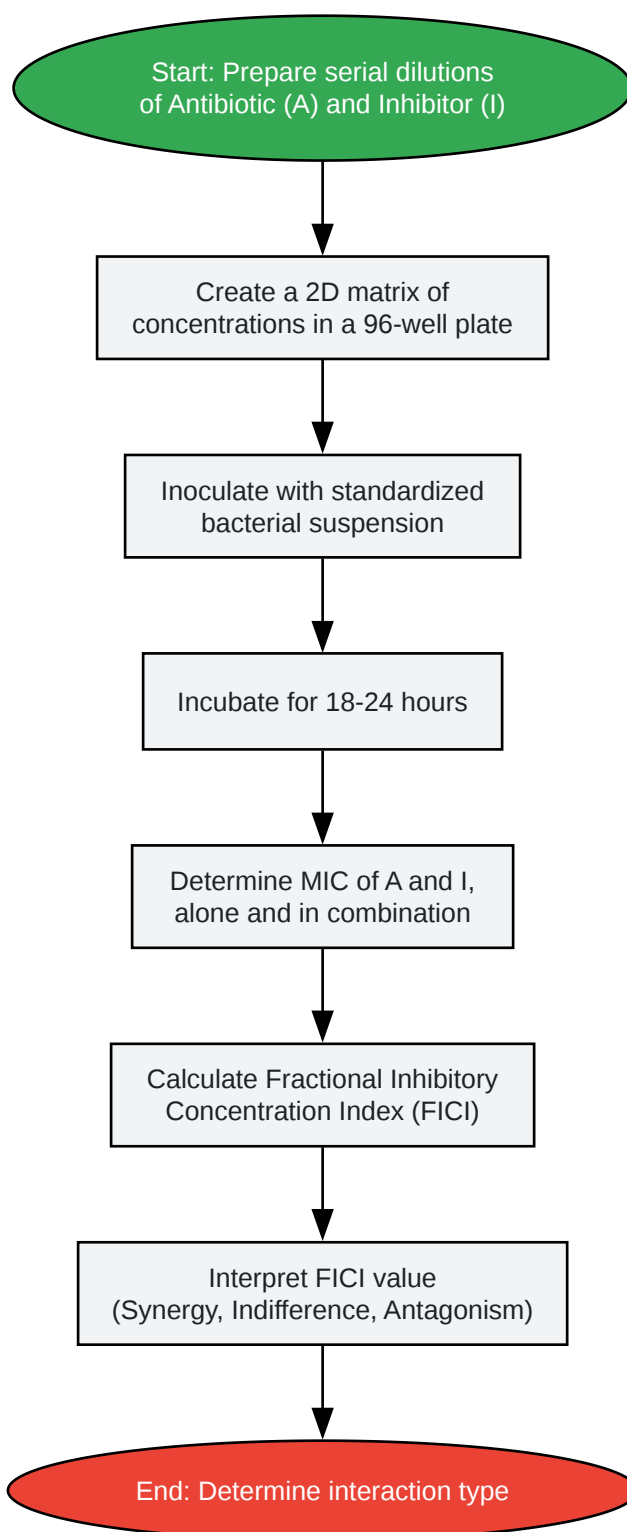 Start: Prepare serial dilutions
of Antibiotic (A) and Inhibitor (I)
Create a 2D matrix of
concentrations in a 96-well plate
Inoculate with standardized
bacterial suspension
Incubate for 18-24 hours
Determine MIC of A and I,
alone and in combination
Calculate Fractional Inhibitory
Concentration Index (FICI)
Interpret FICI value
(Synergy, Indifference, Antagonism)
End: Determine interaction type